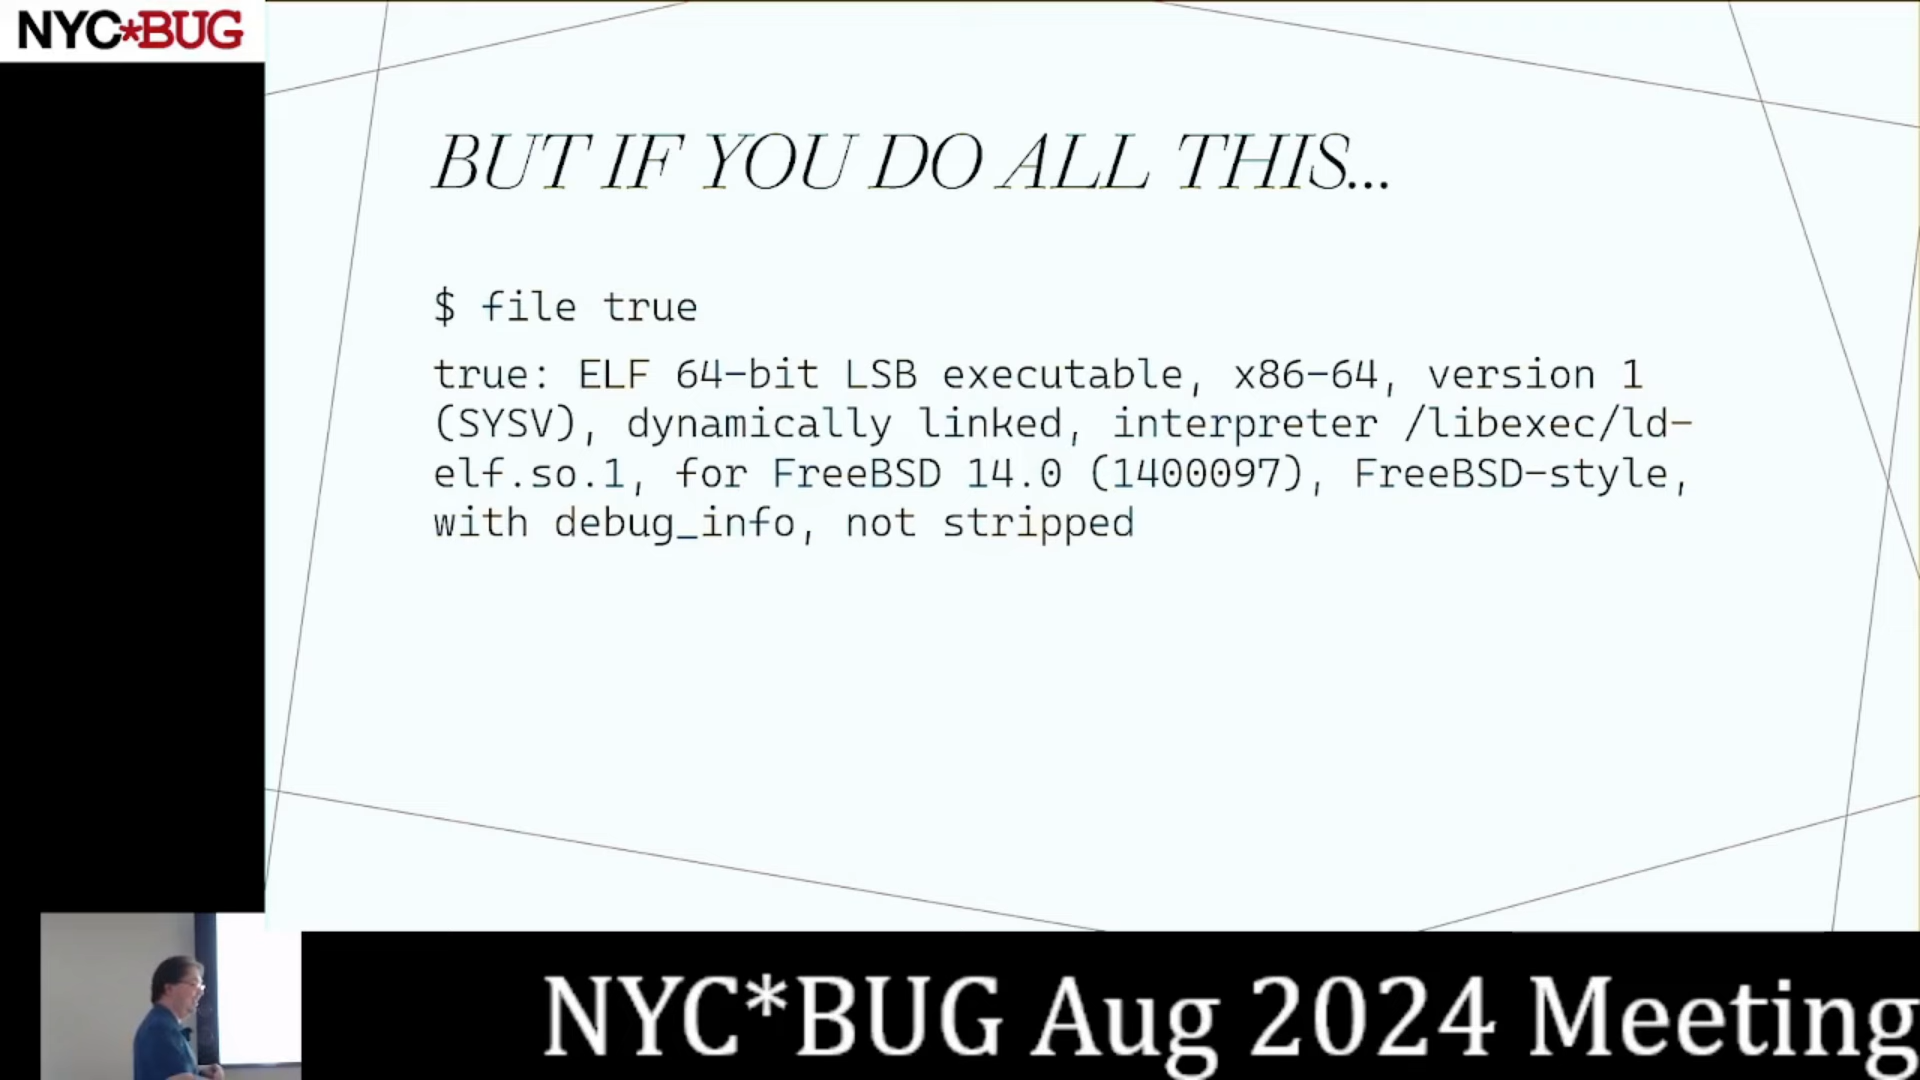 NYC*BUG
BUT IF YOU DO ALL THIS...
$ file true
true: ELF 64-bit LSB executable, x86-64, version 1
(SYSV), dynamically linked, interpreter /libexec/ld-
elf.so.1, for FreeBSD 14.0 (1400097), FreeBSD-style,
with debug_info, not stripped
NYC*BUG Aug 2024 Meeting